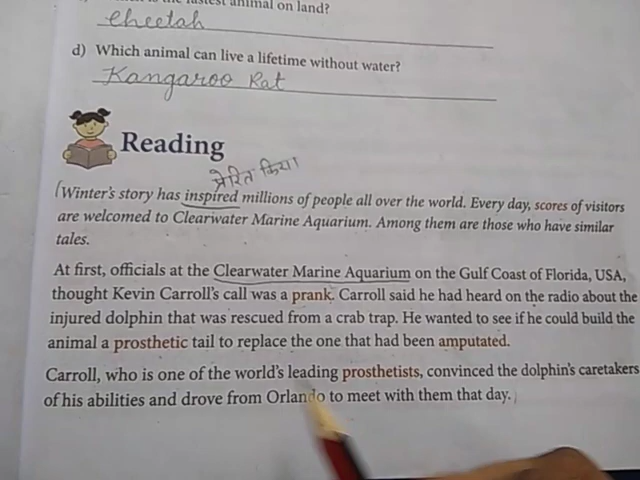 fastest animal on land?
Cheetah
d) Which animal can live a lifetime without water?
Kangaroo Rat
Reading
प्रेरित किया।
Winter's story has inspired millions of people all over the world. Every day, scores of visitors
are welcomed to Clearwater Marine Aquarium. Among them are those who have similar
tales.
At first, officials at the Clearwater Marine Aquarium on the Gulf Coast of Florida, USA,
thought Kevin Carroll's call was a prank. Carroll said he had heard on the radio about the
injured dolphin that was rescued from a crab trap. He wanted to see if he could build the
animal a prosthetic tail to replace the one that had been amputated.
Carroll, who is one of the world's leading prosthetists, convinced the dolphin's caretakers
of his abilities and drove from Orlando to meet with them that day.